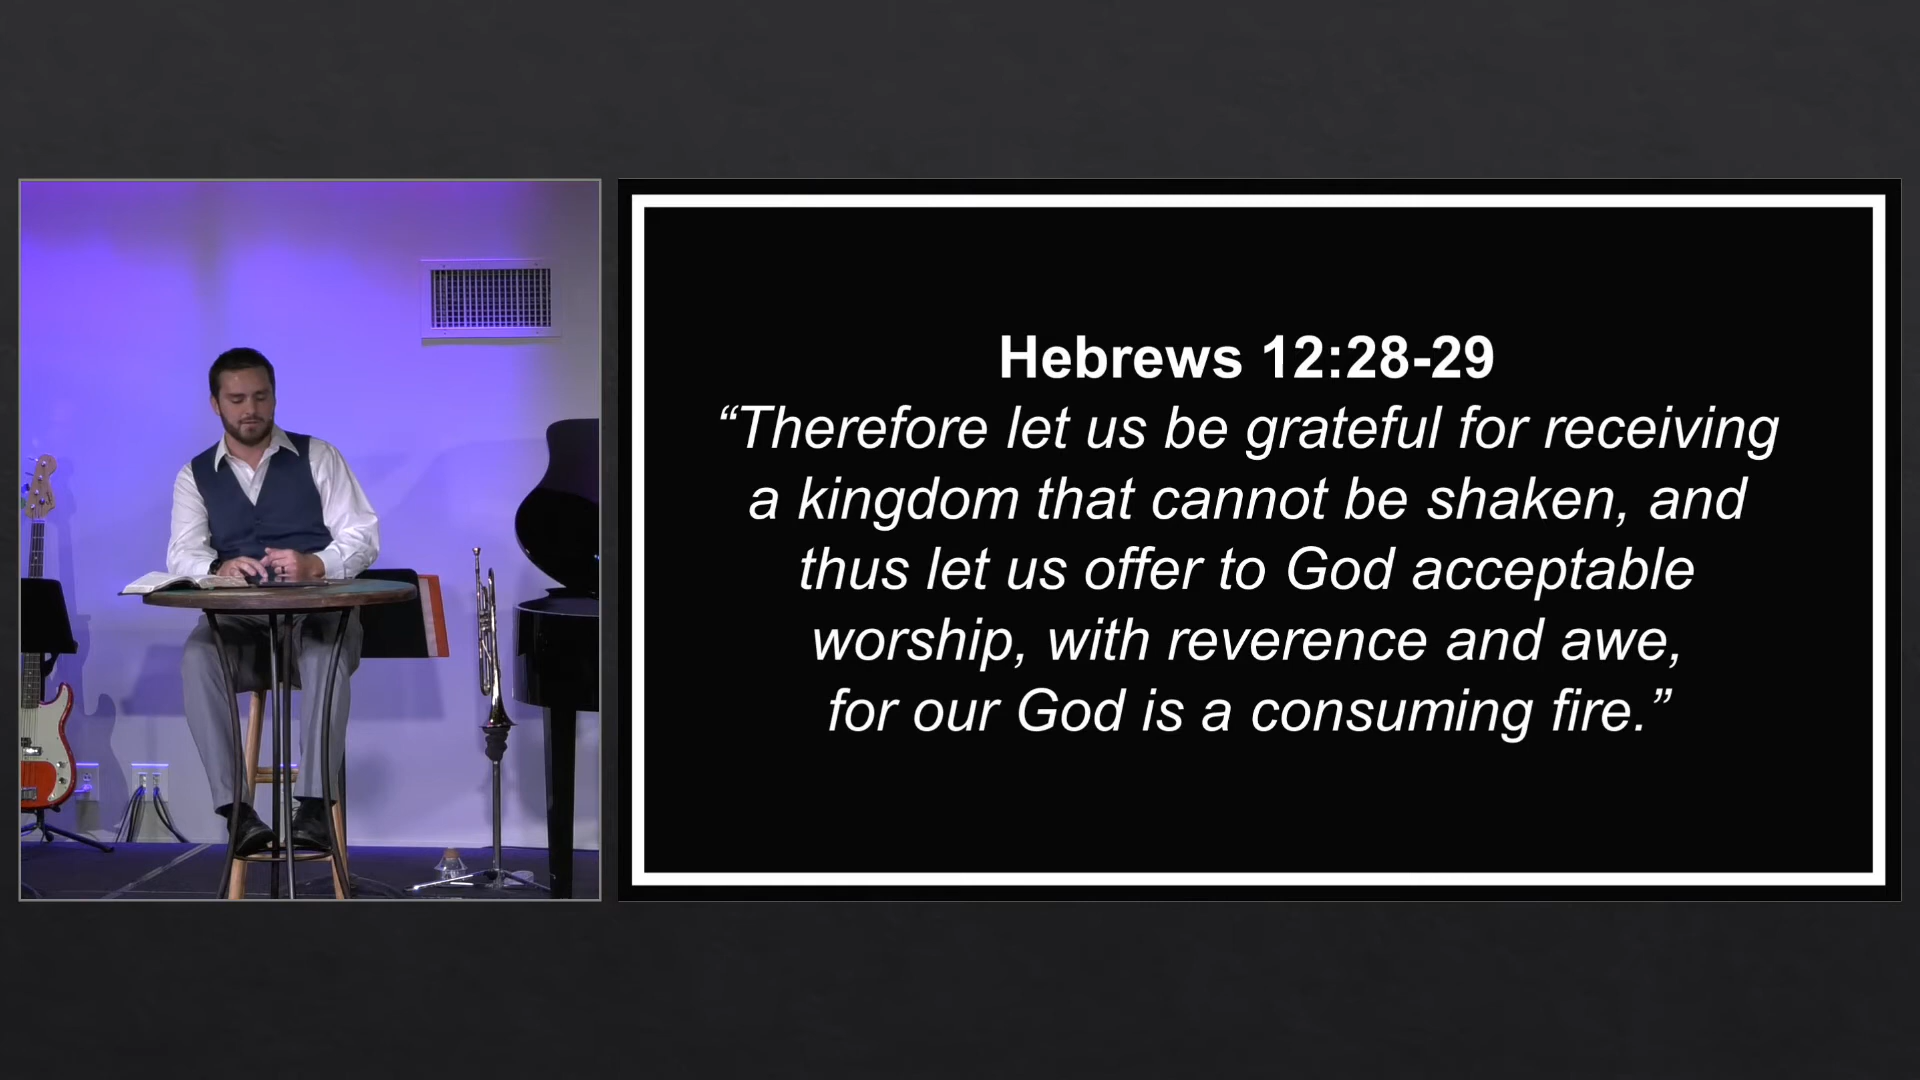 Hebrews 12:28-29
“Therefore let us be grateful for receiving
a kingdom that cannot be shaken, and
thus let us offer to God acceptable
worship, with reverence and awe,
for our God is a consuming fire.”